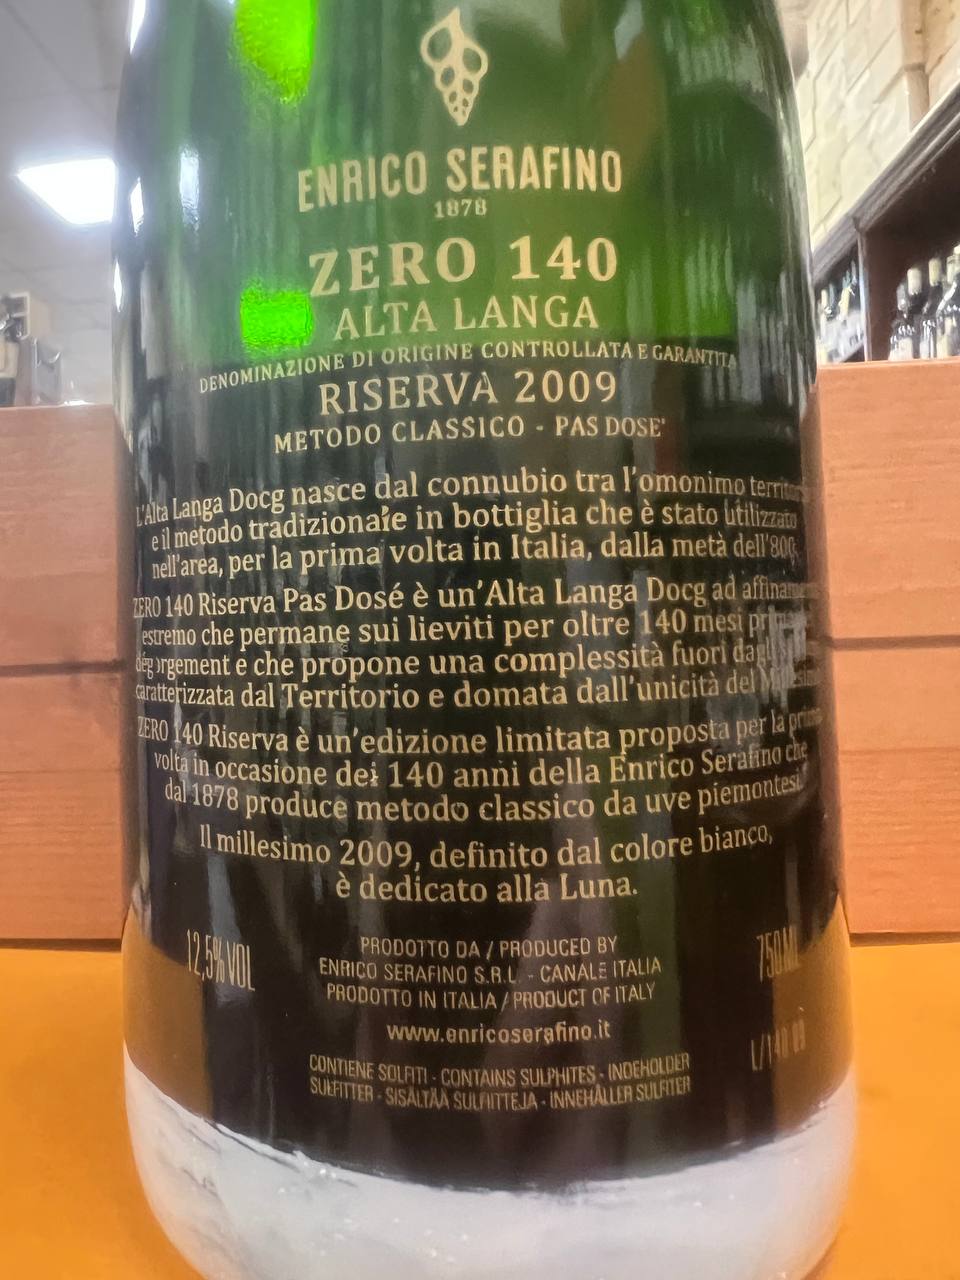 ENRICO SERAFINO
1878
ZERO 140
ALTA LANGA
DENOMINAZIONE DI ORIGINE CONTROLLATA E GARANTITA
RISERVA 2009
METODO CLASSICO - PAS DOSE'
L'Alta Langa Docg nasce dal connubio tra l'omonimo
e il metodo tradizionale in bottiglia che è stato utilizzato
nell'area, per la prima volta in Italia, dalla metà dell'800,
ZERO 140 Riserva Pas Dosé è un'Alta Langa Docg ad
estremo che permane sui lieviti per oltre 140 mesi
dégorgement e che propone una complessità fuori
caratterizzata dal Territorio e domata dall'unicità del
ZERO 140 Riserva è un'edizione limitata proposta per la prima
volta in occasione dei 140 anni della Enrico Serafino che
dal 1878 produce metodo classico da uve piemontesi.
Il millesimo 2009, definito dal colore bianco,
è dedicato alla Luna.
12,5% VOL
PRODOTTO DA / PRODUCED BY
ENRICO SERAFINO S.R.L. - CANALE ITALIA
PRODOTTO IN ITALIA / PRODUCT OF ITALY
750 ML
www.enricoserafino.it
CONTIENE SOLFITI - CONTAINS SULPHITES - INDEHOLDER
SULFITTER - SISÄLTÄÄ SULFIITTEJA - INNEHÅLLER SULFITER